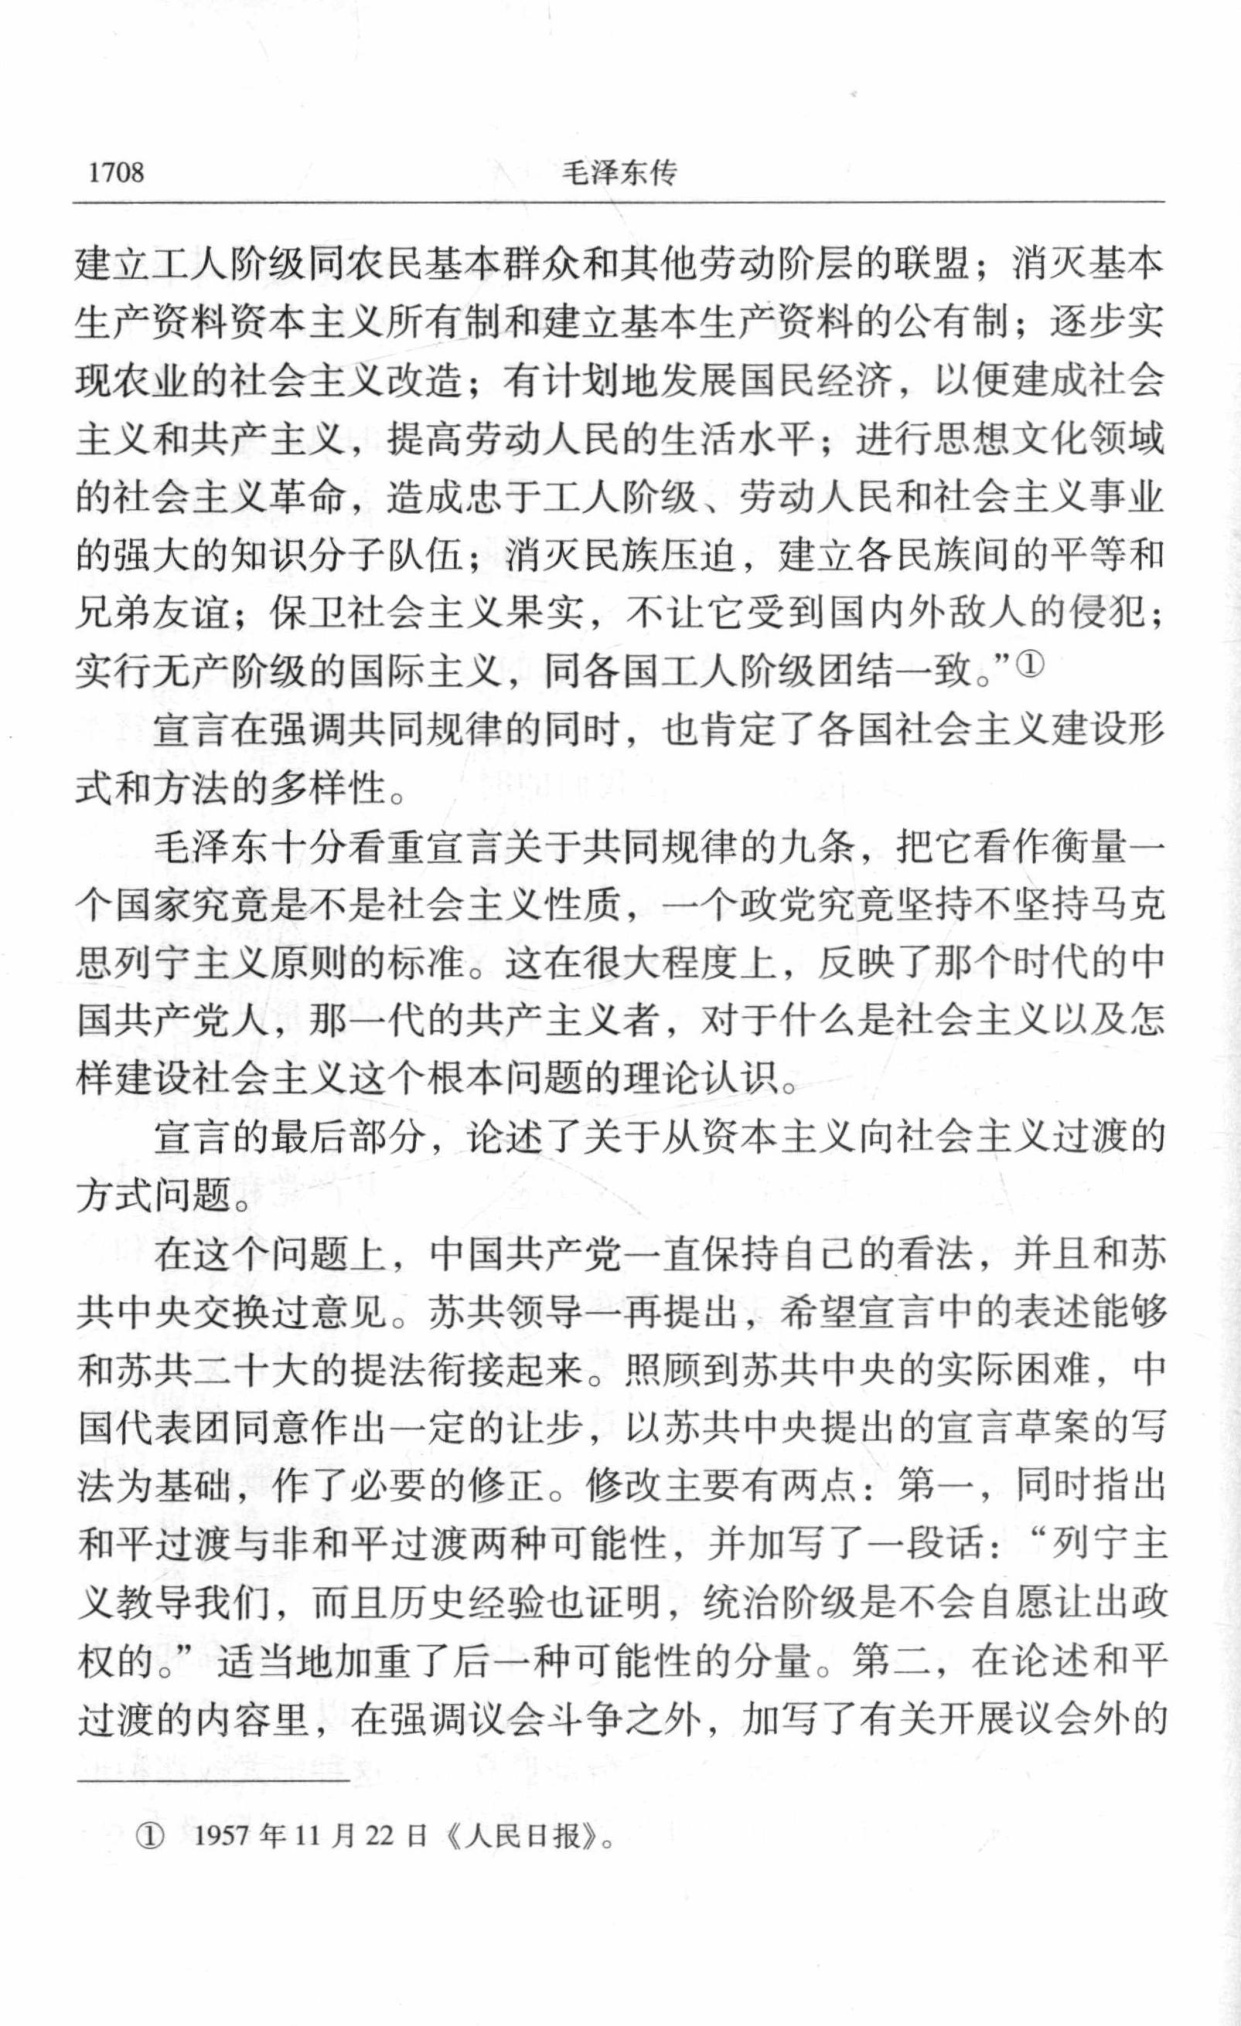 1708 毛泽东传
建立工人阶级同农民基本群众和其他劳动阶层的联盟；消灭基本
生产资料资本主义所有制和建立基本生产资料的公有制；逐步实
现农业的社会主义改造；有计划地发展国民经济，以便建成社会
主义和共产主义，提高劳动人民的生活水平；进行思想文化领域
的社会主义革命，造成忠于工人阶级、劳动人民和社会主义事业
的强大的知识分子队伍；消灭民族压迫，建立各民族间的平等和
兄弟友谊；保卫社会主义果实，不让它受到国内外敌人的侵犯；
实行无产阶级的国际主义，同各国工人阶级团结一致。”①
宣言在强调共同规律的同时，也肯定了各国社会主义建设形
式和方法的多样性。
毛泽东十分看重宣言关于共同规律的九条，把它看作衡量一
个国家究竟是不是社会主义性质，一个政党究竟坚持不坚持马克
思列宁主义原则的标准。这在很大程度上，反映了那个时代的中
国共产党人，那一代的共产主义者，对于什么是社会主义以及怎
样建设社会主义这个根本问题的理论认识。
宣言的最后部分，论述了关于从资本主义向社会主义过渡的
方式问题。
在这个问题上，中国共产党一直保持自己的看法，并且和苏
共中央交换过意见。苏共领导一再提出，希望宣言中的表述能够
和苏共二十大的提法衔接起来。照顾到苏共中央的实际困难，中
国代表团同意作出一定的让步，以苏共中央提出的宣言草案的写
法为基础，作了必要的修正。修改主要有两点：第一，同时指出
和平过渡与非和平过渡两种可能性，并加写了一段话：“列宁主
义教导我们，而且历史经验也证明，统治阶级是不会自愿让出政
权的。”适当地加重了后一种可能性的分量。第二，在论述和平
过渡的内容里，在强调议会斗争之外，加写了有关开展议会外的
① 1957年11月22日《人民日报》。